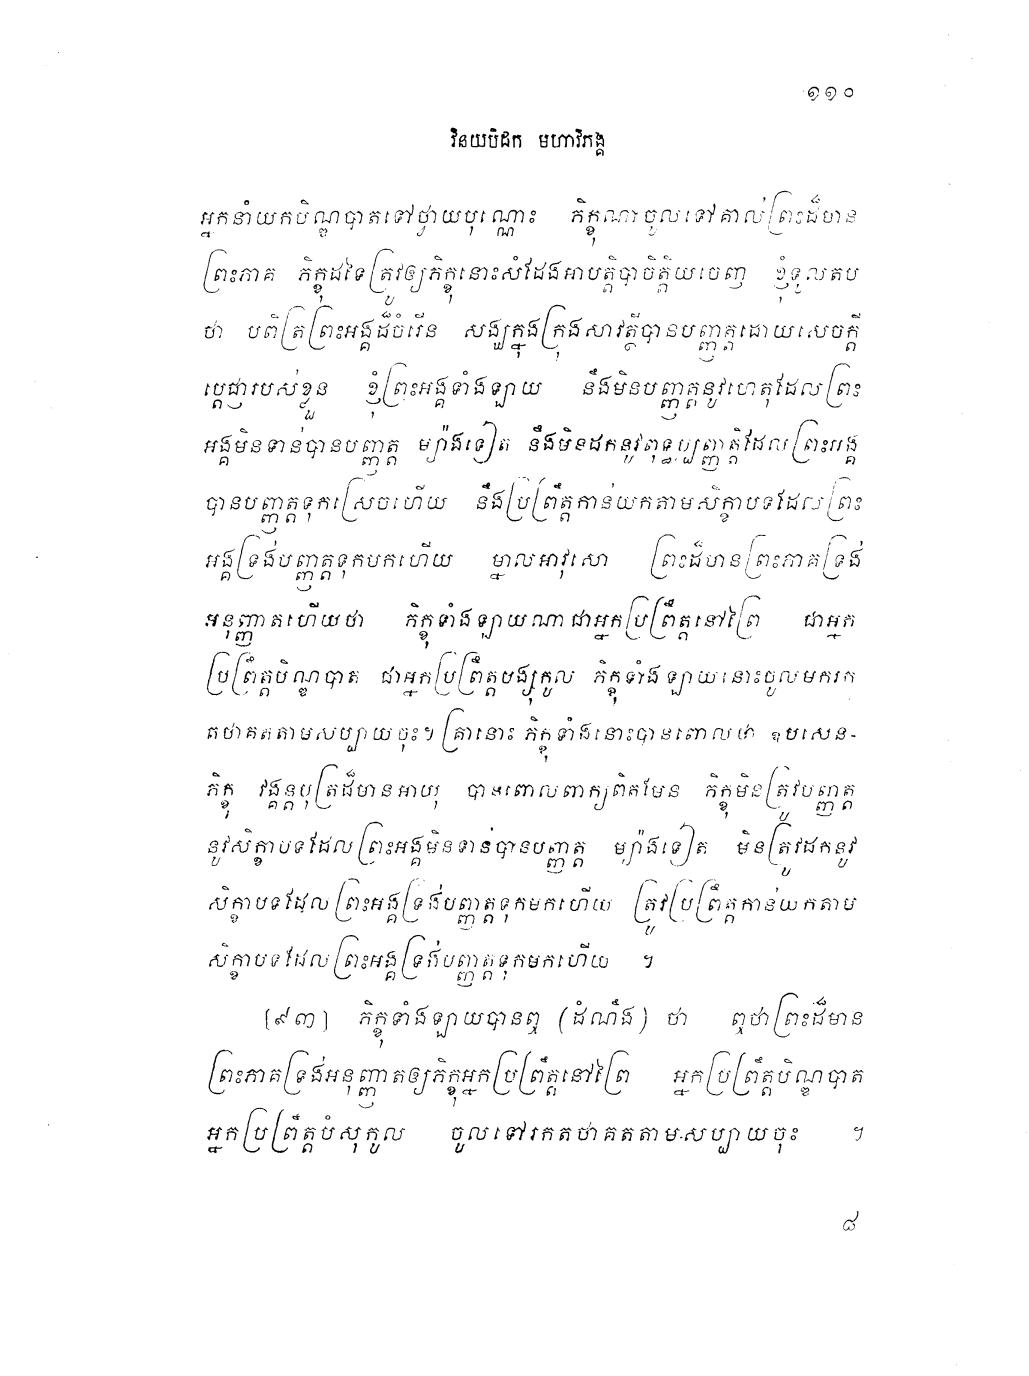 ១១០
វិនយបិដក មហាវិភង្គ
អ្នកនាំយកបិណ្ឌបាតទៅថ្វាយប៉ុណ្ណោះ ភិក្ខុណាចូលទៅគាល់ព្រះដ៏មាន
ព្រះភាគ ភិក្ខុដទៃត្រូវឲ្យភិក្ខុនោះសំដែងអាបត្តិបាចិត្តិយចេញ ខ្ញុំទូលតប
ថា បពិត្រព្រះអង្គដ៏ចំរើន សង្ឃក្នុងក្រុងសាវត្ថីបានបញ្ញត្តដោយសេចក្តី
ប្តេជ្ញារបស់ខ្លួន ខ្ញុំព្រះអង្គទាំងឡាយ នឹងមិនបញ្ញត្តនូវហេតុដែលព្រះ
អង្គមិនទាន់បានបញ្ញត្ត ម្យ៉ាងទៀត នឹងមិនដកនូវពុទ្ធប្បញ្ញត្តិដែលព្រះអង្គ
បានបញ្ញត្តទុកស្រេចហើយ នឹងប្រព្រឹត្តកាន់យកតាមសិក្ខាបទដែលព្រះ
អង្គទ្រង់បញ្ញត្តទុកមកហើយ ម្នាលអាវុសោ ព្រះដ៏មានព្រះភាគទ្រង់
អនុញ្ញាតហើយថា ភិក្ខុទាំងឡាយណាជាអ្នកប្រព្រឹត្តនៅព្រៃ ជាអ្នក
ប្រព្រឹត្តបិណ្ឌបាត ជាអ្នកប្រព្រឹត្តបង្សុកូល ភិក្ខុទាំងឡាយនោះចូលមករក
តថាគតតាមសប្បាយចុះ។ គ្រានោះ ភិក្ខុទាំងនោះបានពោលថា ឧបសេន-
ភិក្ខុ វង្គន្តបុត្រដ៏មានអាយុ បានពោលពាក្យពិតមែន ភិក្ខុមិនត្រូវបញ្ញត្ត
នូវសិក្ខាបទដែលព្រះអង្គមិនទាន់បានបញ្ញត្ត ម្យ៉ាងទៀត មិនត្រូវដកនូវ
សិក្ខាបទដែលព្រះអង្គទ្រង់បញ្ញត្តទុកមកហើយ ត្រូវប្រព្រឹត្តកាន់យកតាម
សិក្ខាបទដែលព្រះអង្គទ្រង់បញ្ញត្តទុកមកហើយ ។
[៩៣] ភិក្ខុទាំងឡាយបានឮ (ដំណឹង) ថា ឮថាព្រះដ៏មាន
ព្រះភាគទ្រង់អនុញ្ញាតឲ្យភិក្ខុអ្នកប្រព្រឹត្តនៅព្រៃ អ្នកប្រព្រឹត្តបិណ្ឌបាត
អ្នកប្រព្រឹត្តបំសុកូល ចូលទៅរកតថាគតតាមសប្បាយចុះ ។
៨